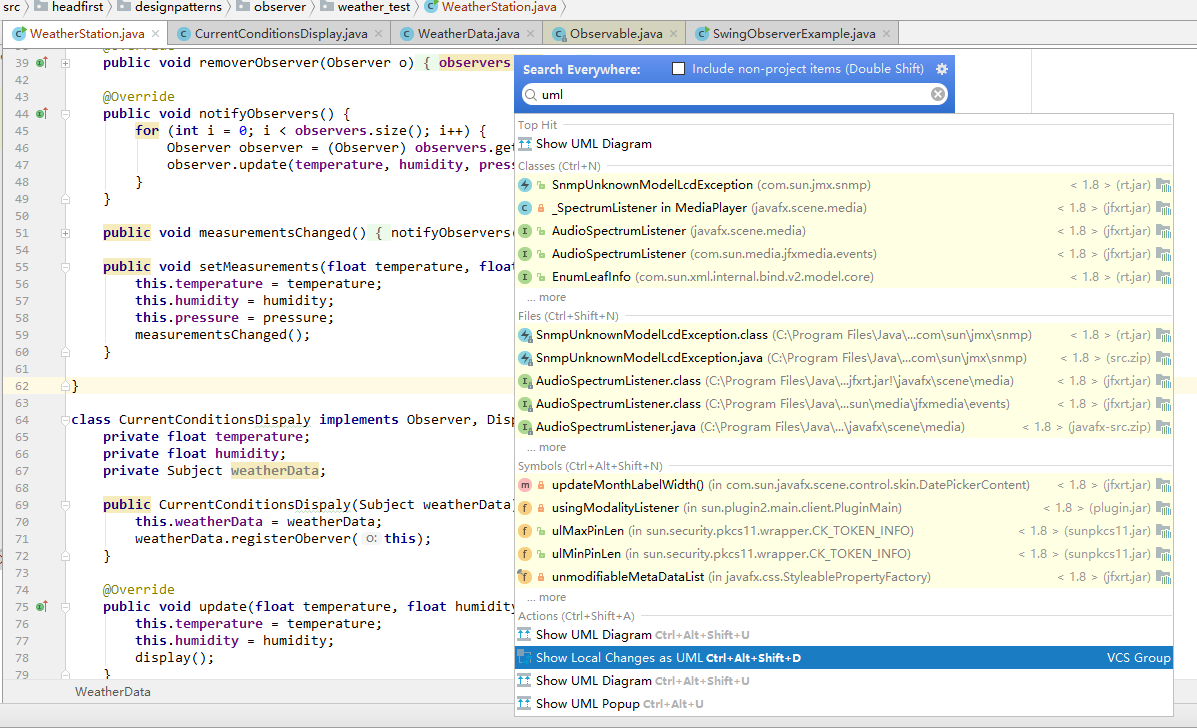 src headfirst designpatterns observer weather_test WeatherStation.java
WeatherStation.java CurrentConditionsDisplay.java WeatherData.java Observable.java SwingObserverExample.java
39 public void removerObserver(Observer o) { observers
42
43 @Override
44 public void notifyObservers() {
45 for (int i = 0; i < observers.size(); i++) {
46 Observer observer = (Observer) observers.get
47 observer.update(temperature, humidity, press
48 }
49 }
50
51 public void measurementsChanged() { notifyObservers(
54
55 public void setMeasurements(float temperature, float
56 this.temperature = temperature;
57 this.humidity = humidity;
58 this.pressure = pressure;
59 measurementsChanged();
60 }
61
62 }
63
64 class CurrentConditionsDispaly implements Observer, Disp
65 private float temperature;
66 private float humidity;
67 private Subject weatherData;
68
69 public CurrentConditionsDispaly(Subject weatherData)
70 this.weatherData = weatherData;
71 weatherData.registerOberver( o: this);
72 }
73
74 @Override
75 public void update(float temperature, float humidity
76 this.temperature = temperature;
77 this.humidity = humidity;
78 display();
79 }
WeatherData
Search Everywhere: Include non-project items (Double Shift)
uml
Top Hit
Show UML Diagram
Classes (Ctrl+N)
SnmpUnknownModelLcdException (com.sun.jmx.snmp) < 1.8 > (rt.jar)
_SpectrumListener in MediaPlayer (javafx.scene.media) < 1.8 > (jfxrt.jar)
AudioSpectrumListener (javafx.scene.media) < 1.8 > (jfxrt.jar)
AudioSpectrumListener (com.sun.media.jfxmedia.events) < 1.8 > (jfxrt.jar)
EnumLeafInfo (com.sun.xml.internal.bind.v2.model.core) < 1.8 > (rt.jar)
... more
Files (Ctrl+Shift+N)
SnmpUnknownModelLcdException.class (C:\Program Files\Java\...com\sun\jmx\snmp) < 1.8 > (rt.jar)
SnmpUnknownModelLcdException.java (C:\Program Files\Java\...com\sun\jmx\snmp) < 1.8 > (src.zip)
AudioSpectrumListener.class (C:\Program Files\Java\...jfxrt.jar!\javafx\scene\media) < 1.8 > (jfxrt.jar)
AudioSpectrumListener.class (C:\Program Files\Java\...sun\media\jfxmedia\events) < 1.8 > (jfxrt.jar)
AudioSpectrumListener.java (C:\Program Files\Java\...\javafx\scene\media) < 1.8 > (javafx-src.zip)
... more
Symbols (Ctrl+Alt+Shift+N)
updateMonthLabelWidth() (in com.sun.javafx.scene.control.skin.DatePickerContent) < 1.8 > (jfxrt.jar)
usingModalityListener (in sun.plugin2.main.client.PluginMain) < 1.8 > (plugin.jar)
ulMaxPinLen (in sun.security.pkcs11.wrapper.CK_TOKEN_INFO) < 1.8 > (sunpkcs11.jar)
ulMinPinLen (in sun.security.pkcs11.wrapper.CK_TOKEN_INFO) < 1.8 > (sunpkcs11.jar)
unmodifiableMetaDataList (in javafx.css.StyleablePropertyFactory) < 1.8 > (jfxrt.jar)
... more
Actions (Ctrl+Shift+A)
Show UML Diagram Ctrl+Alt+Shift+U
Show Local Changes as UML Ctrl+Alt+Shift+D VCS Group
Show UML Diagram Ctrl+Alt+Shift+U
Show UML Popup Ctrl+Alt+U